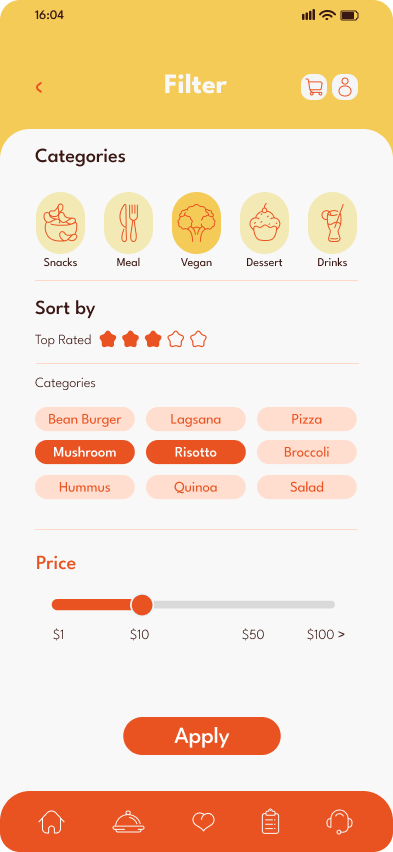 16:04
Filter
Categories
Snacks Meal Vegan Dessert Drinks
Sort by
Top Rated
Categories
Bean Burger Lagsana Pizza
Mushroom Risotto Broccoli
Hummus Quinoa Salad
Price
$1 $10 $50 $100 >
Apply